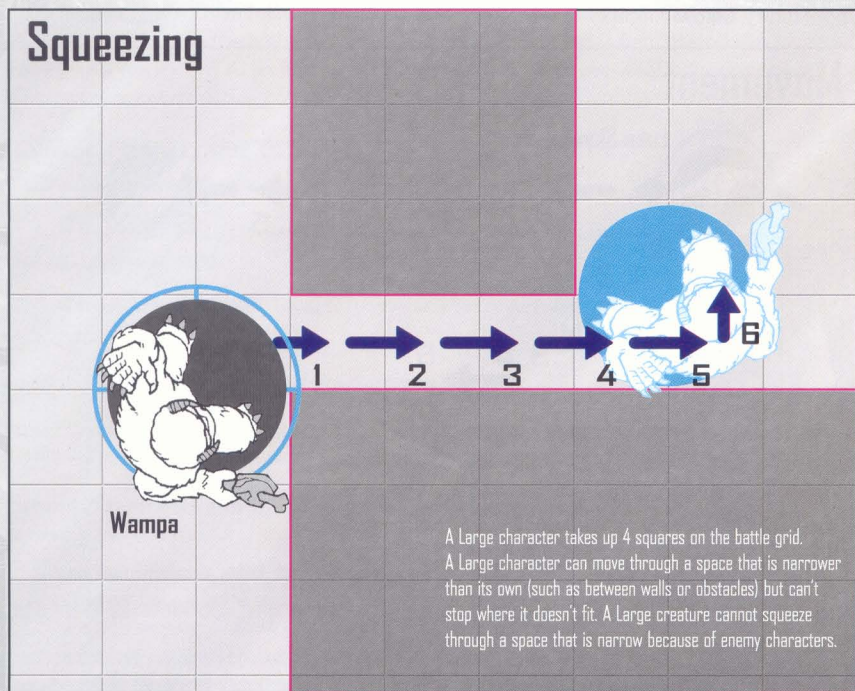 Squeezing
1
2
3
4
5
6
Wampa
A Large character takes up 4 squares on the battle grid.
A Large character can move through a space that is narrower
than its own (such as between walls or obstacles) but can't
stop where it doesn't fit. A Large creature cannot squeeze
through a space that is narrow because of enemy characters.